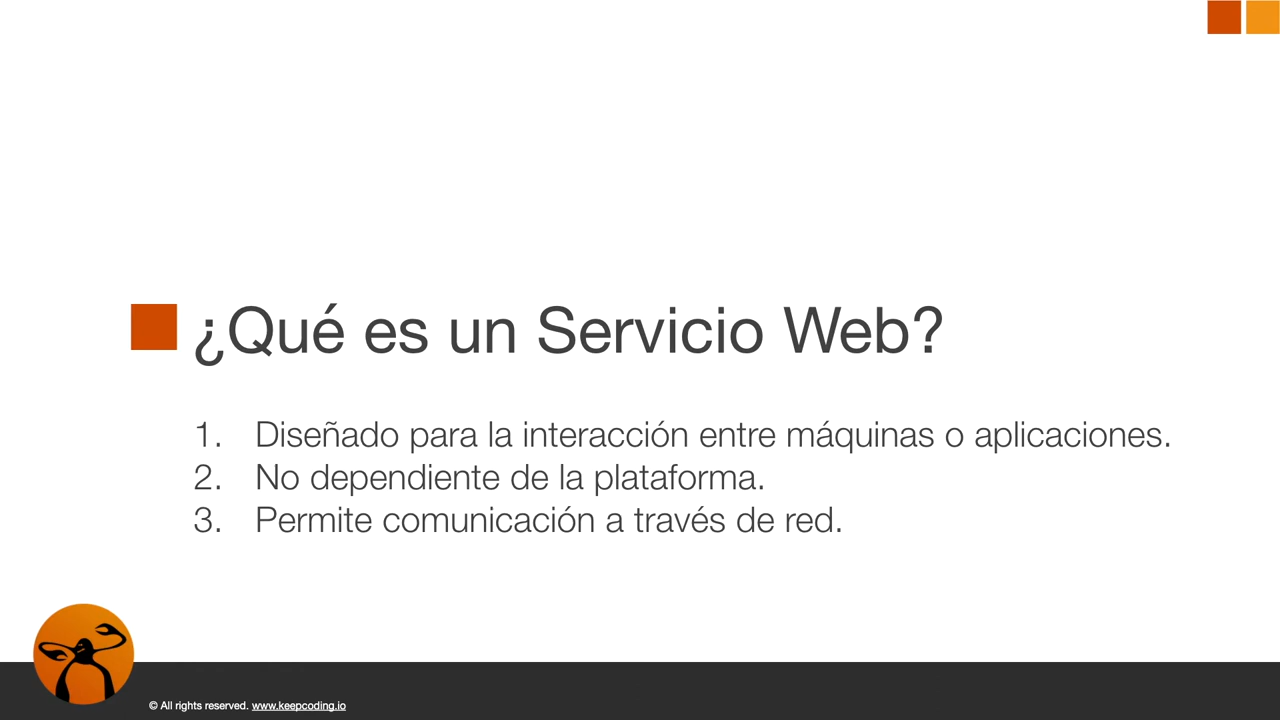 ¿Qué es un Servicio Web?
1. Diseñado para la interacción entre máquinas o aplicaciones.
2. No dependiente de la plataforma.
3. Permite comunicación a través de red.
© All rights reserved. www.keepcoding.io